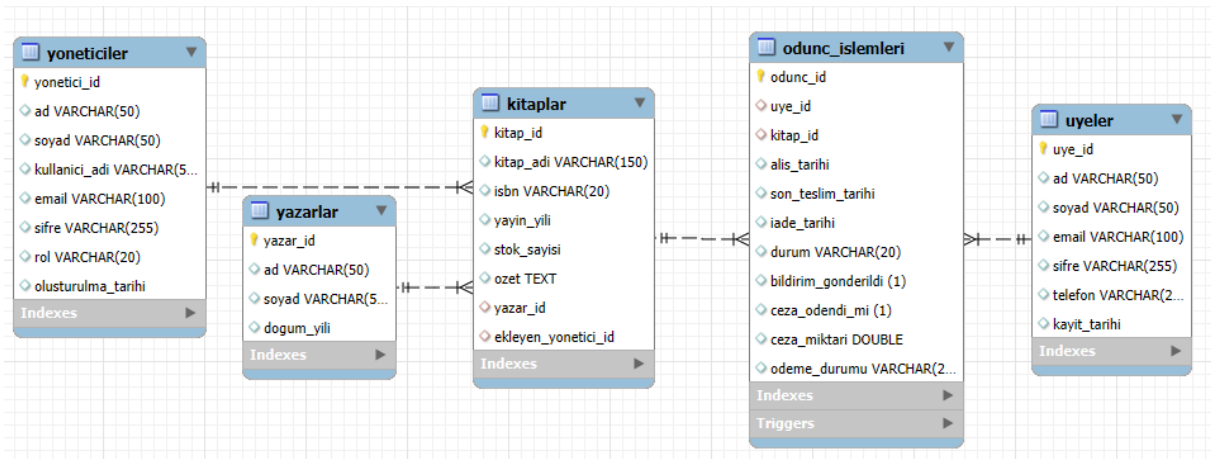 yoneticiler
yonetici_id
ad VARCHAR(50)
soyad VARCHAR(50)
kullanici_adi VARCHAR(5...
email VARCHAR(100)
sifre VARCHAR(255)
rol VARCHAR(20)
olusturulma_tarihi
Indexes
yazarlar
yazar_id
ad VARCHAR(50)
soyad VARCHAR(5...
dogum_yili
Indexes
kitaplar
kitap_id
kitap_adi VARCHAR(150)
isbn VARCHAR(20)
yayin_yili
stok_sayisi
ozet TEXT
yazar_id
ekleyen_yonetici_id
Indexes
odunc_islemleri
odunc_id
uye_id
kitap_id
alis_tarihi
son_teslim_tarihi
iade_tarihi
durum VARCHAR(20)
bildirim_gonderildi (1)
ceza_odendi_mi (1)
ceza_miktari DOUBLE
odeme_durumu VARCHAR(2...
Indexes
Triggers
uyeler
uye_id
ad VARCHAR(50)
soyad VARCHAR(50)
email VARCHAR(100)
sifre VARCHAR(255)
telefon VARCHAR(2...
kayit_tarihi
Indexes